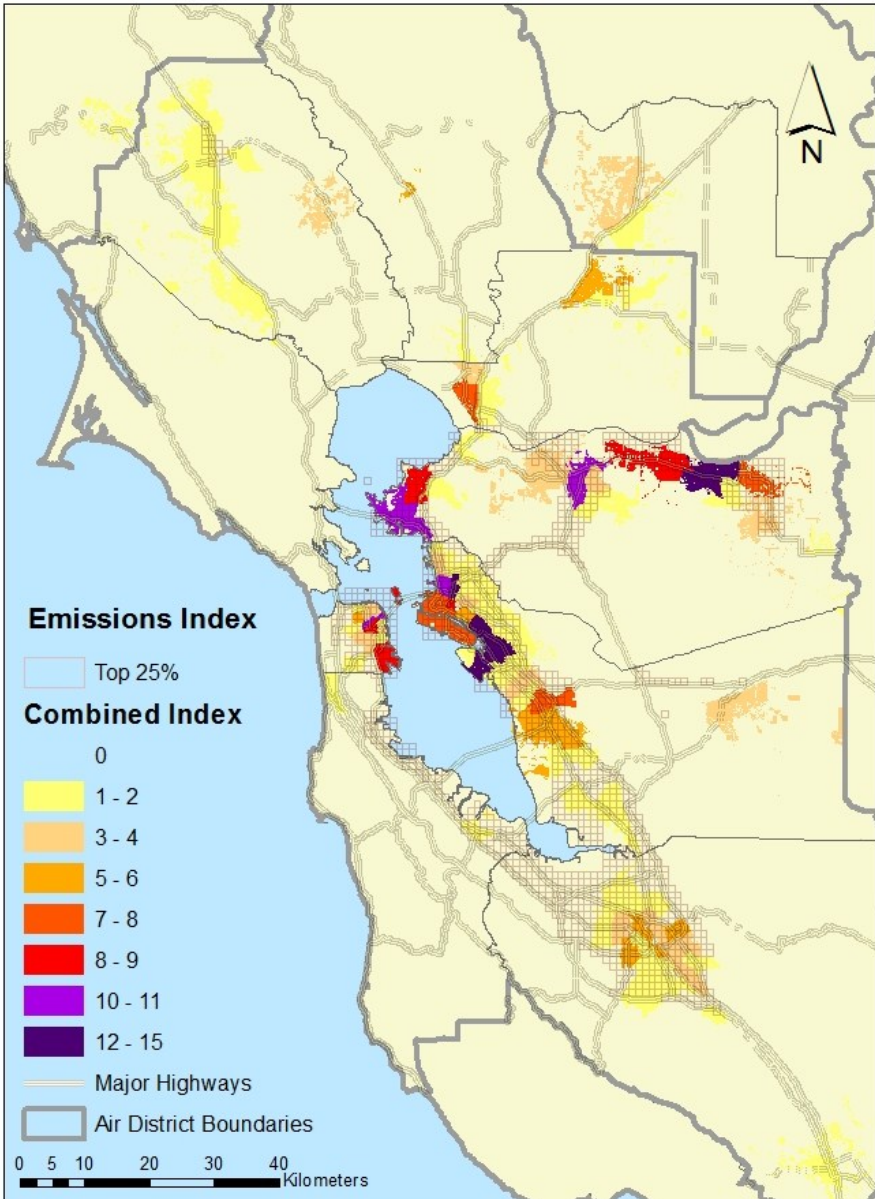 N
Emissions Index
Top 25%
Combined Index
0
1 - 2
3 - 4
5 - 6
7 - 8
8 - 9
10 - 11
12 - 15
Major Highways
Air District Boundaries
0 5 10 20 30 40
Kilometers